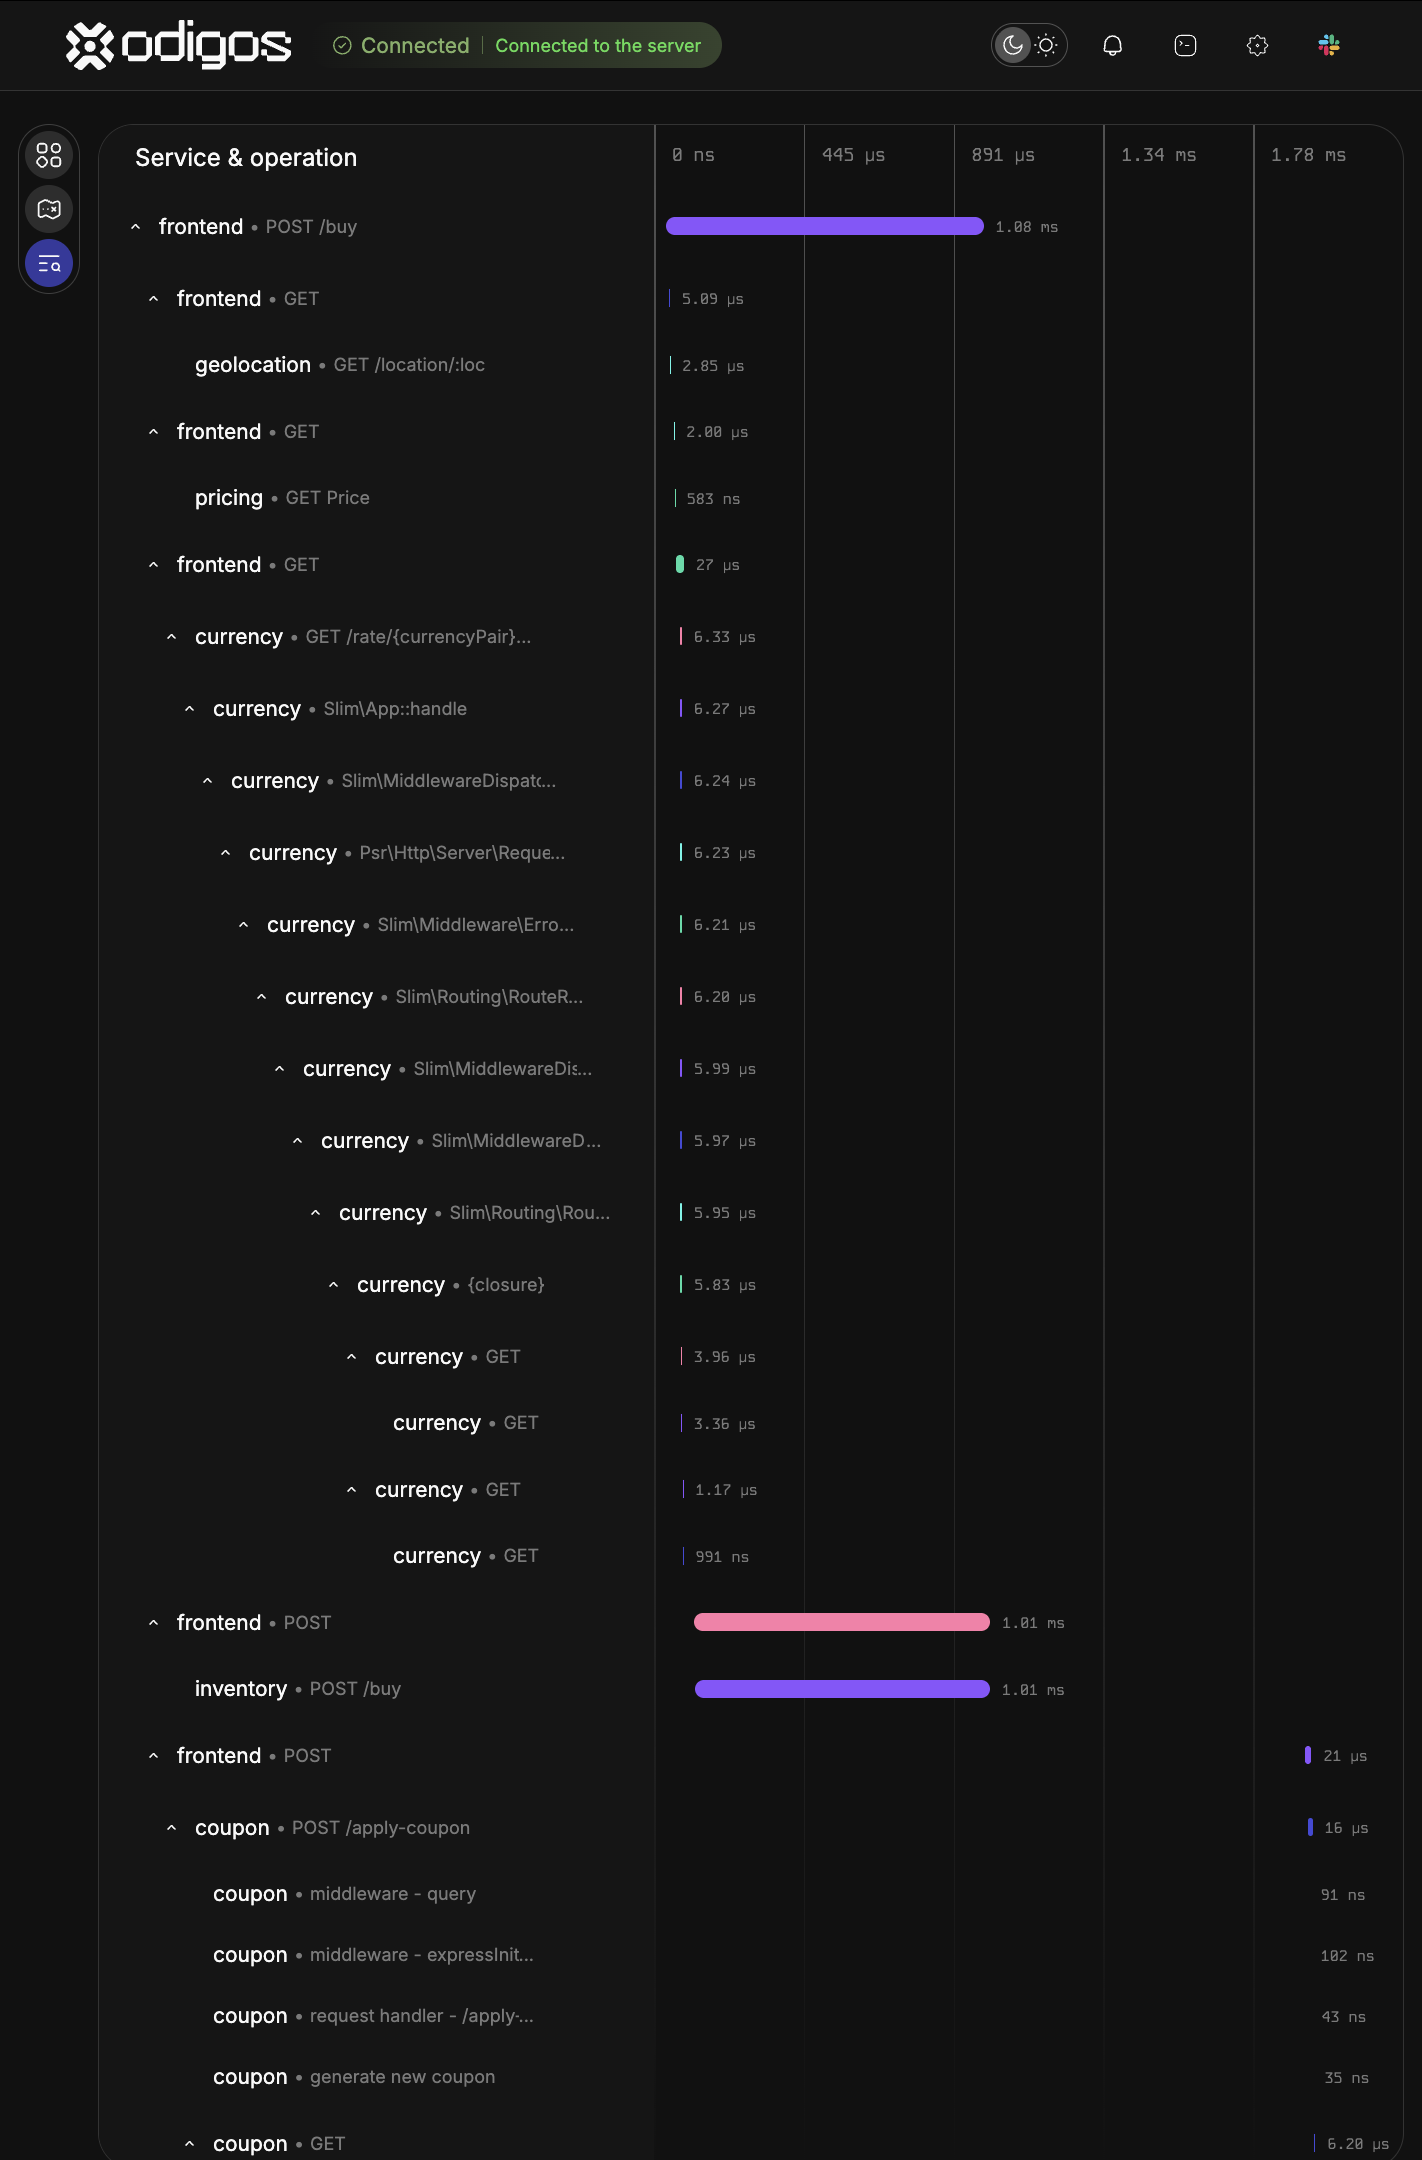 odigos
Connected | Connected to the server
Service & operation
0 ns 445 µs 891 µs 1.34 ms 1.78 ms
frontend • POST /buy 1.08 ms
frontend • GET 5.09 µs
geolocation • GET /location/:loc 2.85 µs
frontend • GET 2.00 µs
pricing • GET Price 583 ns
frontend • GET 27 µs
currency • GET /rate/{currencyPair}... 6.33 µs
currency • Slim\App::handle 6.27 µs
currency • Slim\MiddlewareDispatc... 6.24 µs
currency • Psr\Http\Server\Reque... 6.23 µs
currency • Slim\Middleware\Erro... 6.21 µs
currency • Slim\Routing\RouteR... 6.20 µs
currency • Slim\MiddlewareDis... 5.99 µs
currency • Slim\MiddlewareD... 5.97 µs
currency • Slim\Routing\Rou... 5.95 µs
currency • {closure} 5.83 µs
currency • GET 3.96 µs
currency • GET 3.36 µs
currency • GET 1.17 µs
currency • GET 991 ns
frontend • POST 1.01 ms
inventory • POST /buy 1.01 ms
frontend • POST 21 µs
coupon • POST /apply-coupon 16 µs
coupon • middleware - query 91 ns
coupon • middleware - expressInit... 102 ns
coupon • request handler - /apply-... 43 ns
coupon • generate new coupon 35 ns
coupon • GET 6.20 µs